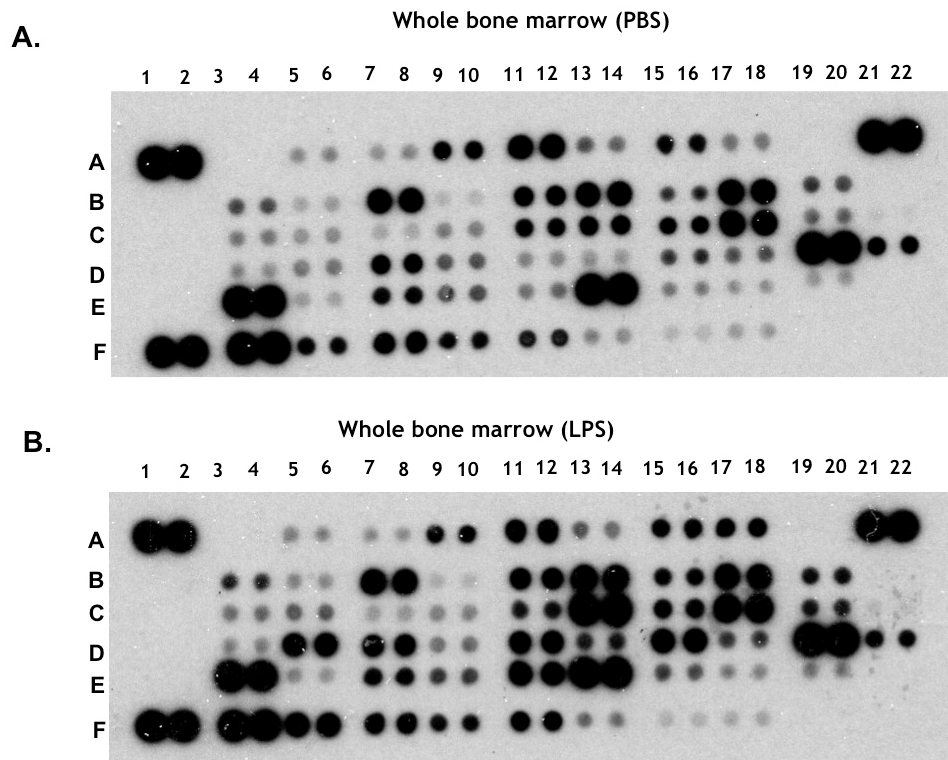 A.
Whole bone marrow (PBS)
1 2 3 4 5 6 7 8 9 10 11 12 13 14 15 16 17 18 19 20 21 22
A
B
C
D
E
F
B.
Whole bone marrow (LPS)
1 2 3 4 5 6 7 8 9 10 11 12 13 14 15 16 17 18 19 20 21 22
A
B
C
D
E
F